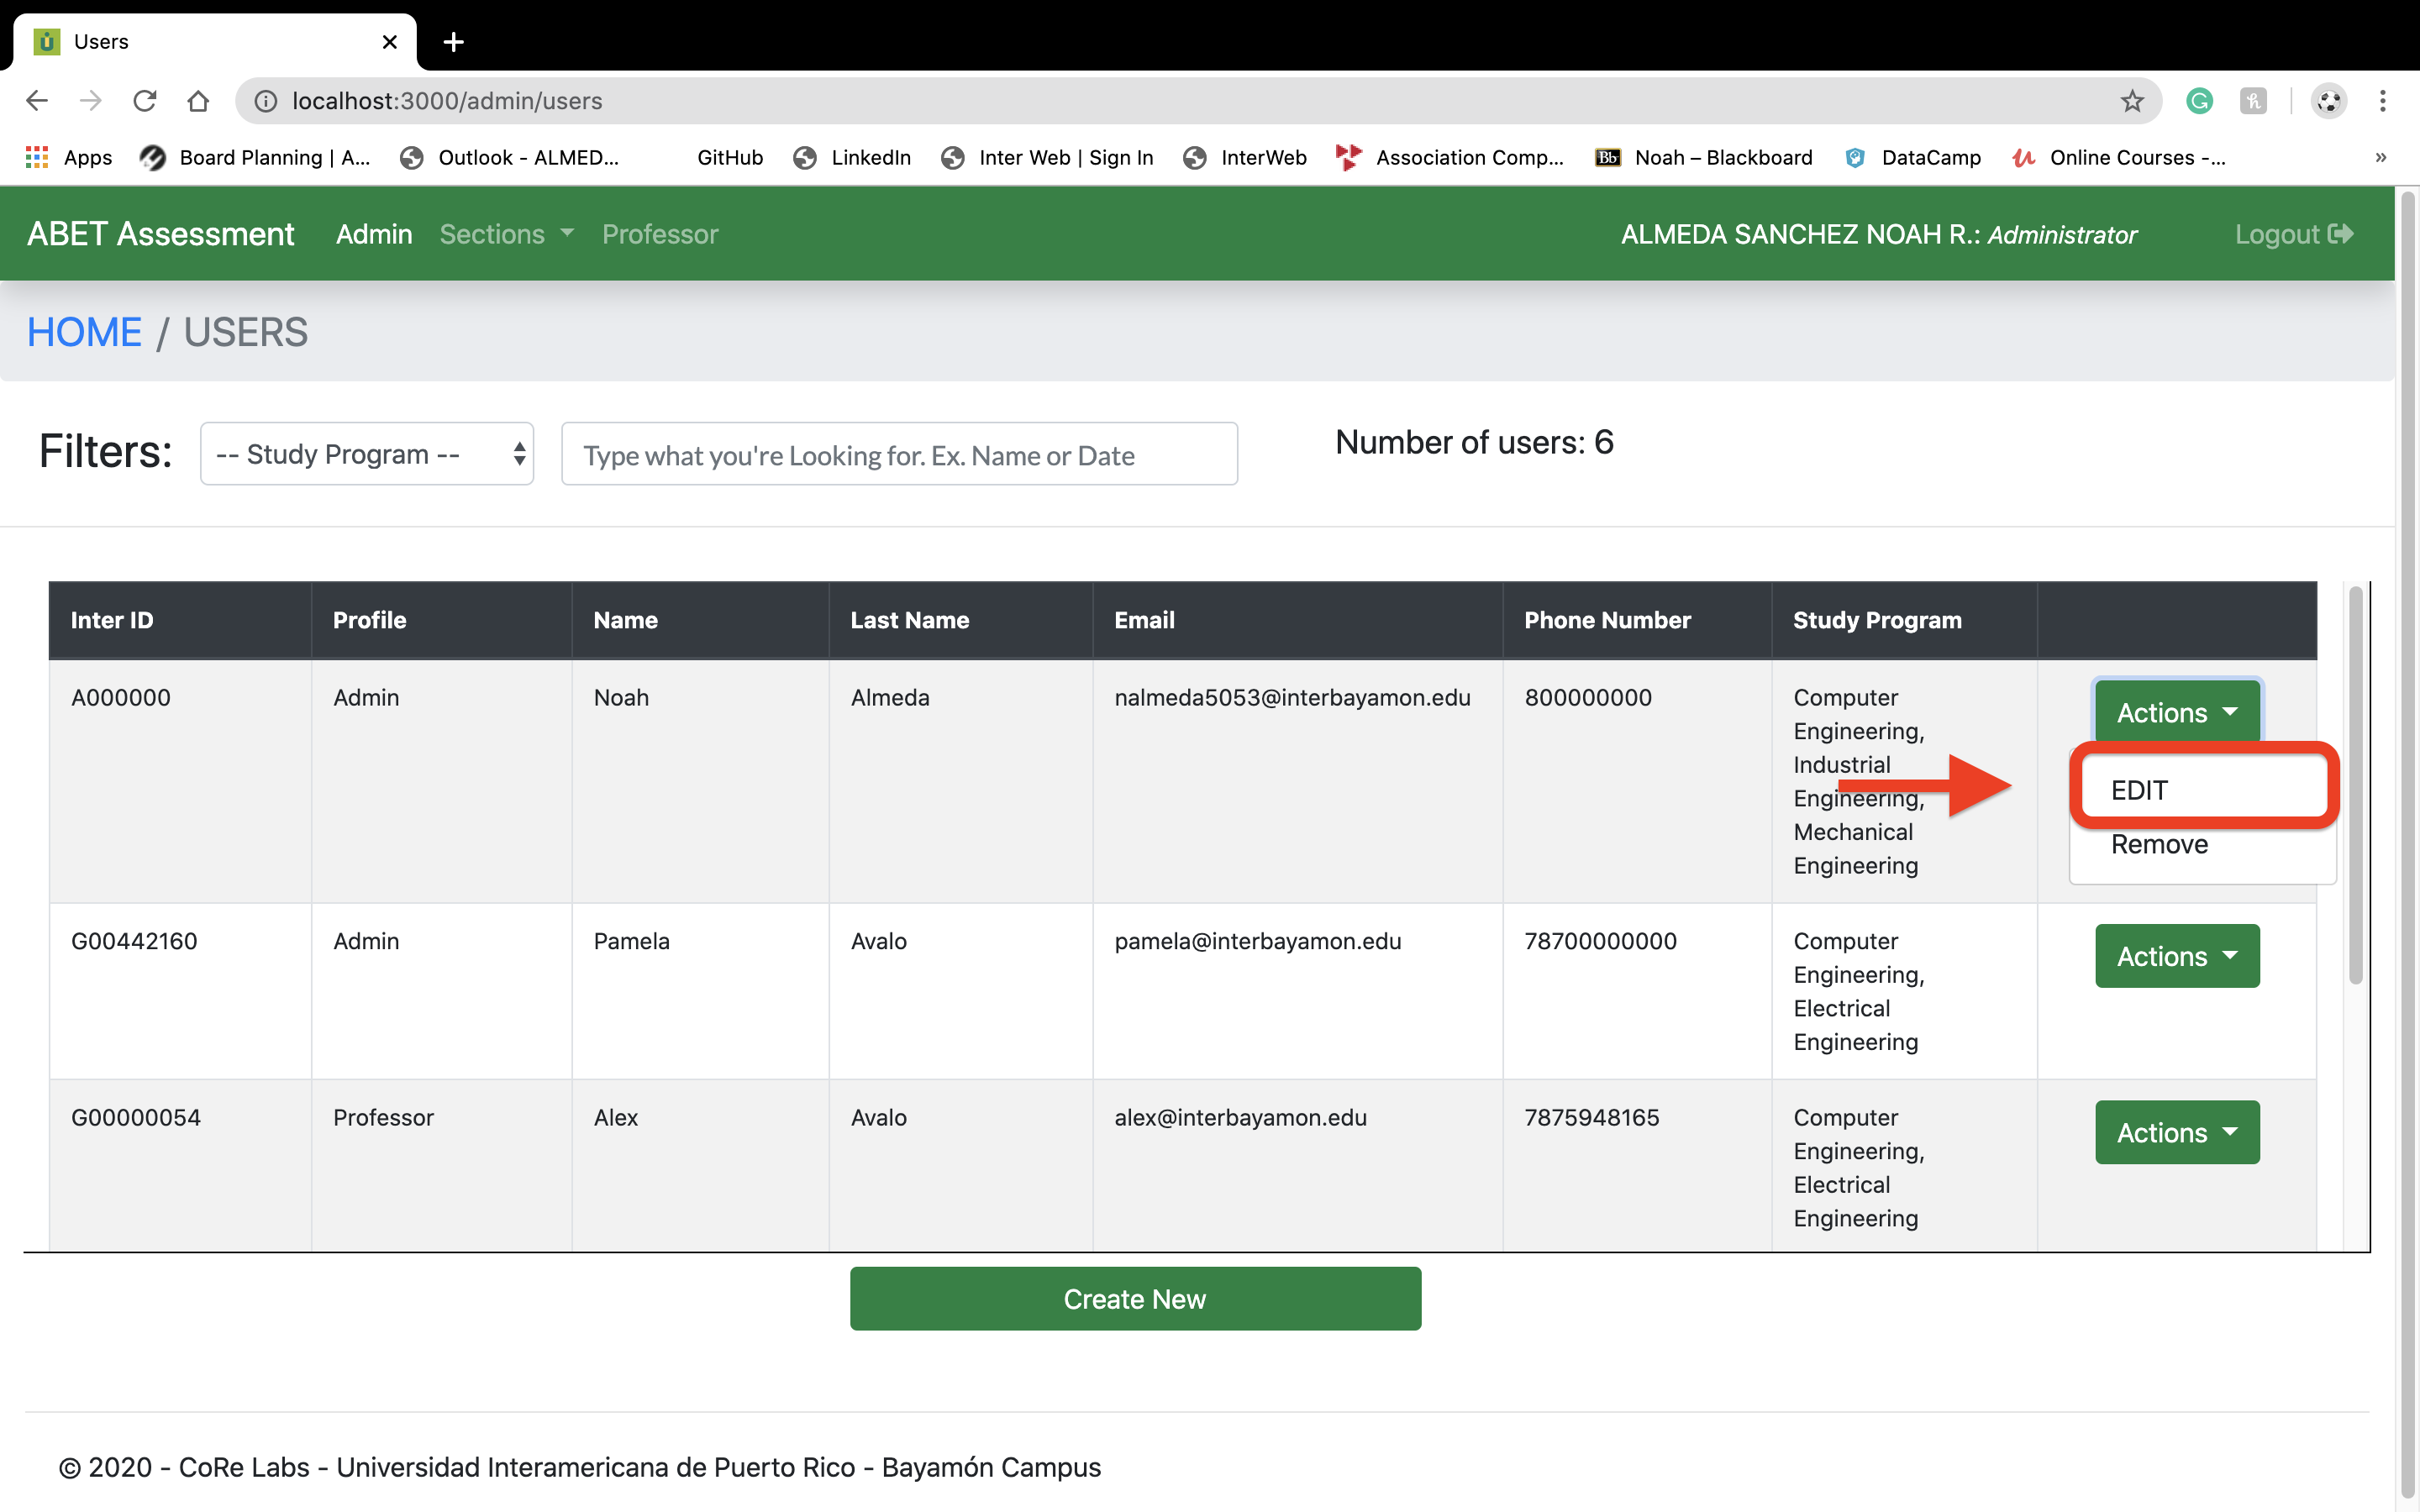 Users
localhost:3000/admin/users
Apps
Board Planning | A...
Outlook - ALMED...
GitHub
LinkedIn
Inter Web | Sign In
InterWeb
Association Comp...
Bb
Noah – Blackboard
DataCamp
Online Courses -...
»
ABET Assessment
Admin
Sections
Professor
ALMEDA SANCHEZ NOAH R.: Administrator
Logout
HOME / USERS
Filters:
-- Study Program --
Type what you're Looking for. Ex. Name or Date
Number of users: 6
Inter ID
Profile
Name
Last Name
Email
Phone Number
Study Program
A000000
Admin
Noah
Almeda
nalmeda5053@interbayamon.edu
800000000
Computer
Engineering,
Industrial
Engineering,
Mechanical
Engineering
Actions
EDIT
Remove
G00442160
Admin
Pamela
Avalo
pamela@interbayamon.edu
78700000000
Computer
Engineering,
Electrical
Engineering
Actions
G00000054
Professor
Alex
Avalo
alex@interbayamon.edu
7875948165
Computer
Engineering,
Electrical
Engineering
Actions
Create New
© 2020 - CoRe Labs - Universidad Interamericana de Puerto Rico - Bayamón Campus